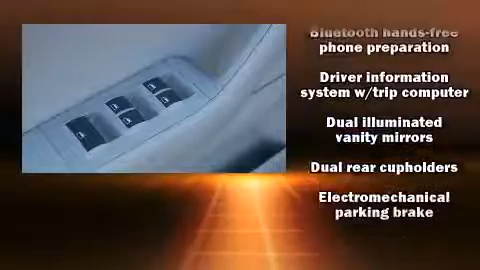 Bluetooth hands-free
phone preparation
Driver information
system w/trip computer
Dual illuminated
vanity mirrors
Dual rear cupholders
Electromechanical
parking brake